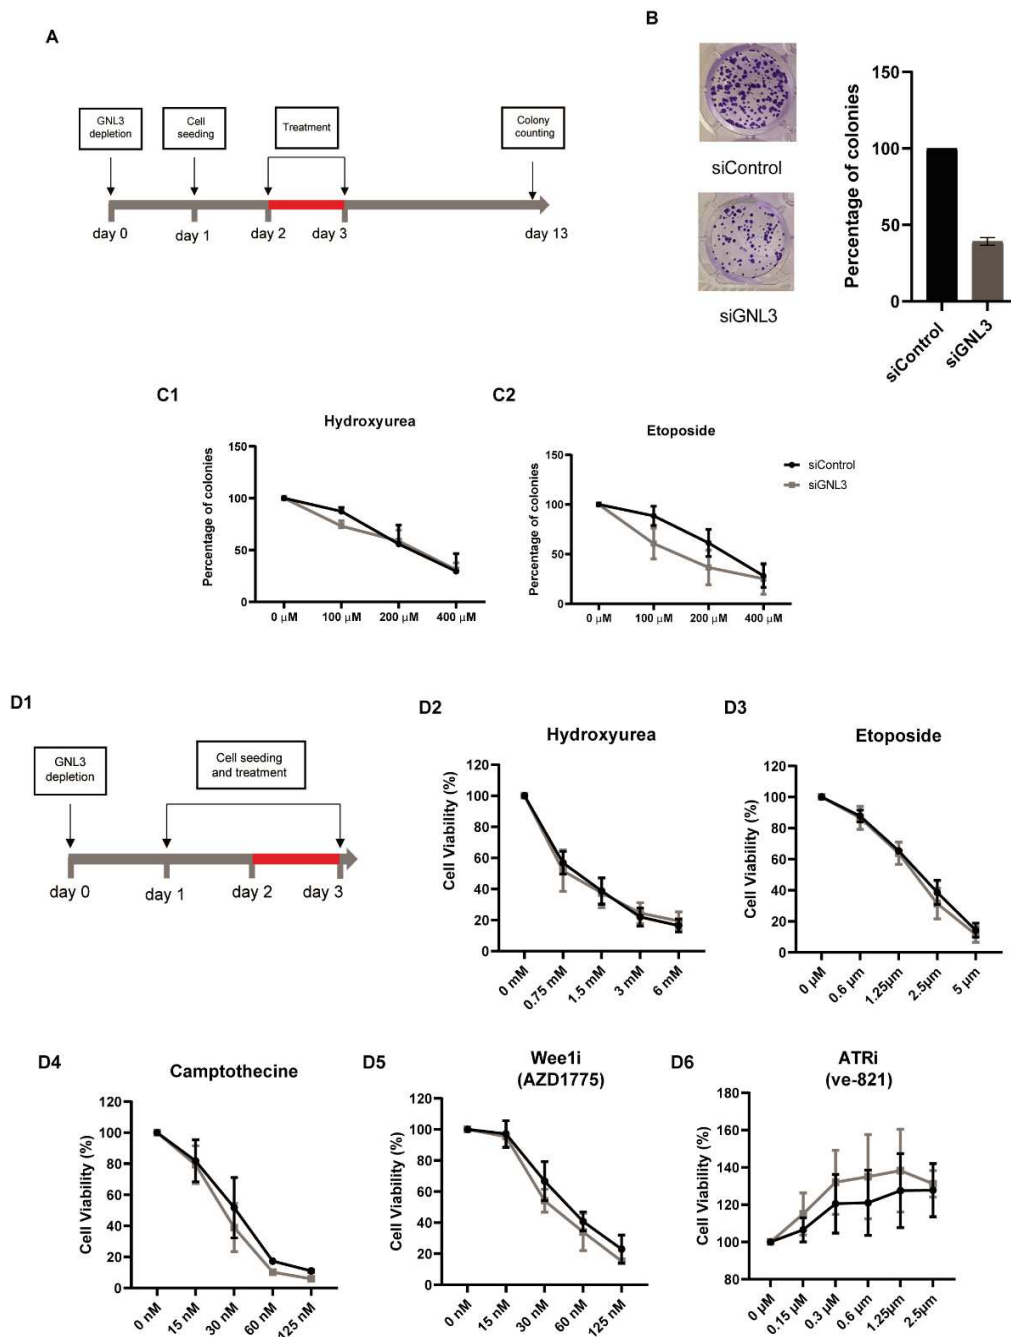 A
B
GNL3
depletion
Cell
seeding
Treatment
Colony
counting
day 0
day 1
day 2
day 3
day 13
siControl
siGNL3
Percentage of colonies
150
100
50
0
siControl
siGNL3
C1
Hydroxyurea
Percentage of colonies
150
100
50
0
0 µM
100 µM
200 µM
400 µM
C2
Etoposide
Percentage of colonies
150
100
50
0
0 µM
100 µM
200 µM
400 µM
siControl
siGNL3
D1
GNL3
depletion
Cell seeding
and treatment
day 0
day 1
day 2
day 3
D2
Hydroxyurea
Cell Viability (%)
120
100
80
60
40
20
0
0 mM
0.75 mM
1.5 mM
3 mM
6 mM
D3
Etoposide
Cell Viability (%)
120
100
80
60
40
20
0
0 µM
0.6 µm
1.25µm
2.5µm
5 µm
D4
Camptothecine
Cell Viability (%)
120
100
80
60
40
20
0
0 nM
15 nM
30 nM
60 nM
125 nM
D5
Wee1i
(AZD1775)
Cell Viability (%)
120
100
80
60
40
20
0
0 nM
15 nM
30 nM
60 nM
125 nM
D6
ATRi
(ve-821)
Cell Viability (%)
180
160
140
120
100
80
0 µM
0.15 µM
0.3 µM
0.6 µm
1.25µm
2.5µm